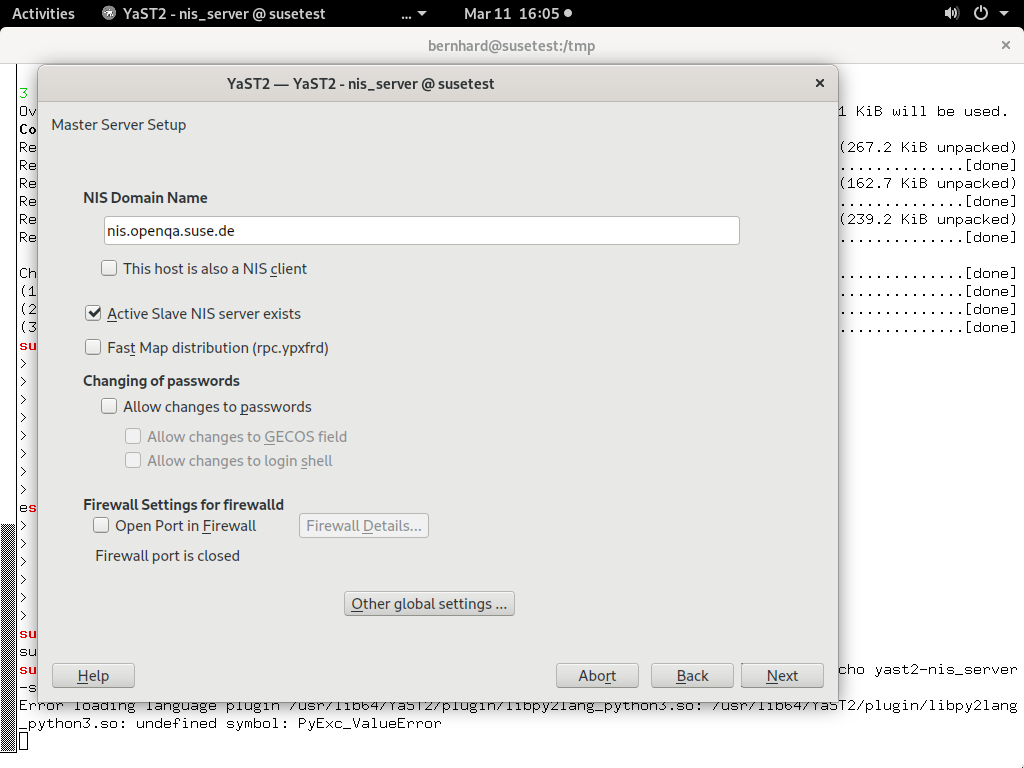 Activities YaST2 - nis_server @ susetest ... Mar 11 16:05
bernhard@susetest:/tmp
YaST2 — YaST2 - nis_server @ susetest
Master Server Setup
NIS Domain Name
nis.openqa.suse.de
This host is also a NIS client
Active Slave NIS server exists
Fast Map distribution (rpc.ypxfrd)
Changing of passwords
Allow changes to passwords
Allow changes to GECOS field
Allow changes to login shell
Firewall Settings for firewalld
Open Port in Firewall Firewall Details...
Firewall port is closed
Other global settings ...
Help Abort Back Next
3
Ov 1 KiB will be used.
Co
Re (267.2 KiB unpacked)
Re ..............[done]
Re (162.7 KiB unpacked)
Re ..............[done]
Re (239.2 KiB unpacked)
Re ..............[done]
Ch ..............[done]
(1 ..............[done]
(2 ..............[done]
(3 ..............[done]
su
>
>
>
>
>
>
>
>
es
>
>
>
>
>
>
su
su
su cho yast2-nis_server
-s
Error loading language plugin /usr/lib64/YaST2/plugin/libpy2lang_python3.so: /usr/lib64/YaST2/plugin/libpy2lang
_python3.so: undefined symbol: PyExc_ValueError